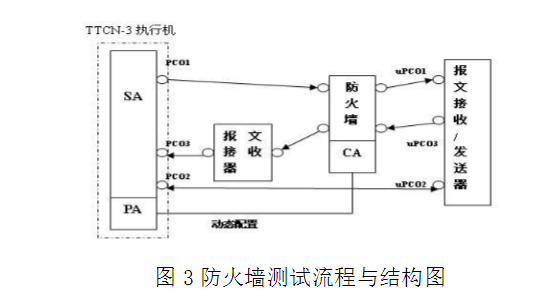 TTCN-3 执行机
PCO1
SA
PCO3
PCO2
PA
报文
接收
器
防火墙
CA
uPCO1
uPCO3
uPCO2
报文接收/发送器
动态配置
图 3 防火墙测试流程与结构图